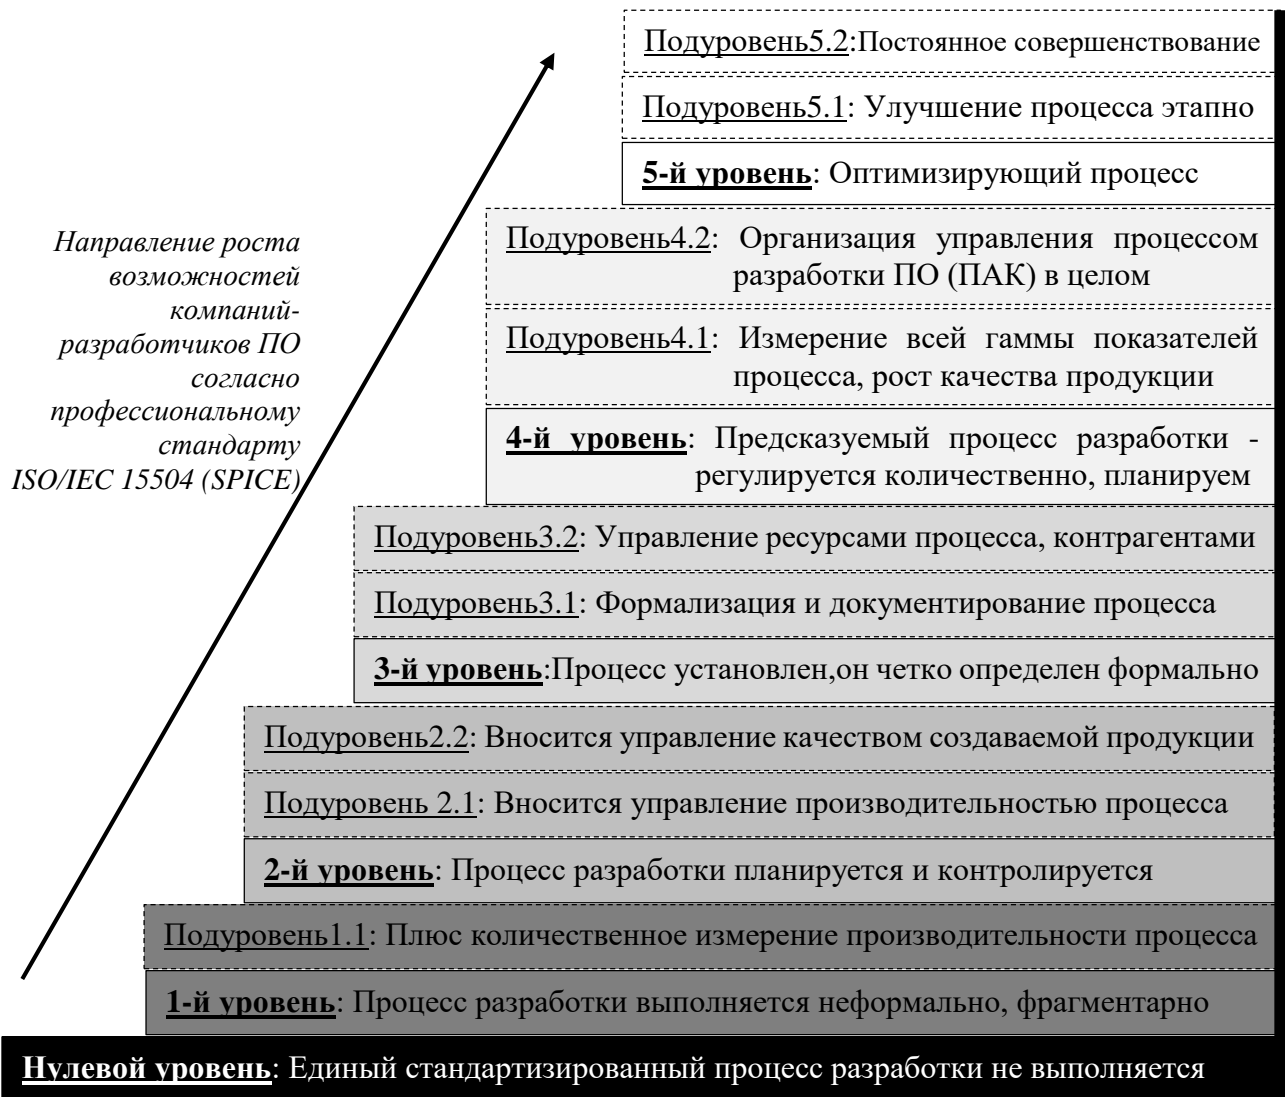 Подуровень5.2:Постоянное совершенствование
Подуровень5.1: Улучшение процесса этапно
5-й уровень: Оптимизирующий процесс
Направление роста
возможностей
компаний-
разработчиков ПО
согласно
профессиональному
стандарту
ISO/IEC 15504 (SPICE)
Подуровень4.2: Организация управления процессом
разработки ПО (ПАК) в целом
Подуровень4.1: Измерение всей гаммы показателей
процесса, рост качества продукции
4-й уровень: Предсказуемый процесс разработки -
регулируется количественно, планируем
Подуровень3.2: Управление ресурсами процесса, контрагентами
Подуровень3.1: Формализация и документирование процесса
3-й уровень:Процесс установлен,он четко определен формально
Подуровень2.2: Вносится управление качеством создаваемой продукции
Подуровень 2.1: Вносится управление производительностью процесса
2-й уровень: Процесс разработки планируется и контролируется
Подуровень1.1: Плюс количественное измерение производительности процесса
1-й уровень: Процесс разработки выполняется неформально, фрагментарно
Нулевой уровень: Единый стандартизированный процесс разработки не выполняется